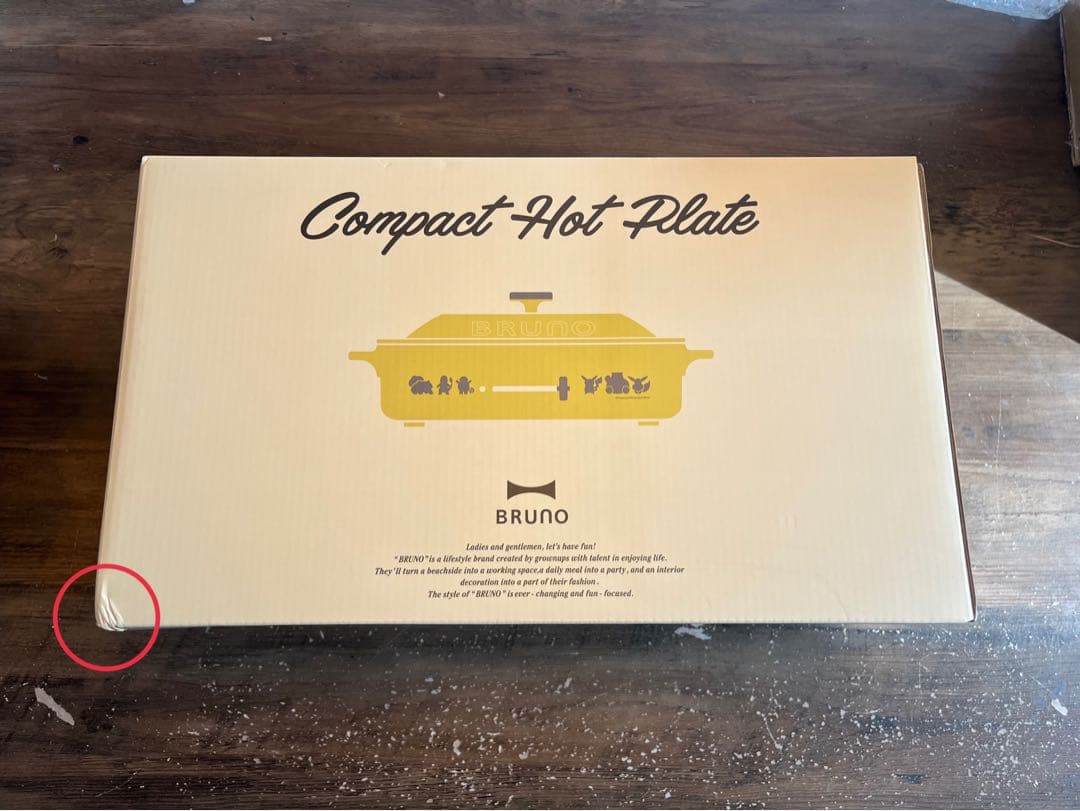 Compact Hot Plate
BRUNO
BRUNO
Ladies and gentlemen, let's have fun!
"BRUNO" is a lifestyle brand created by grownups with talent in enjoying life.
They'll turn a beachside into a working space,a daily meal into a party, and an interior
decoration into a part of their fashion.
The style of "BRUNO" is ever - changing and fun - focused.